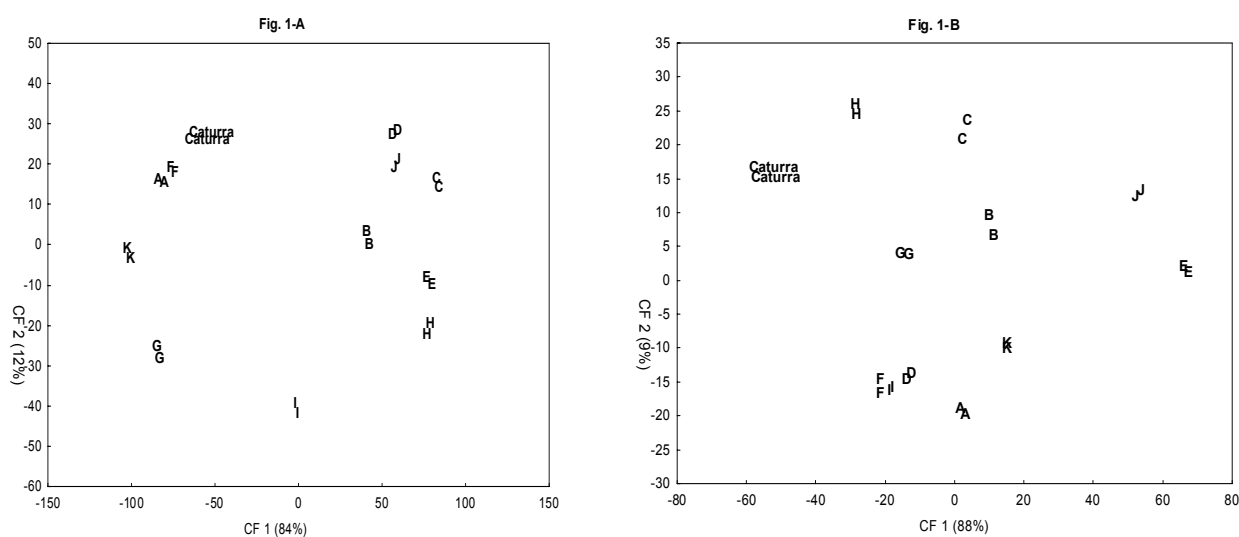 Fig. 1-A
50
40
30
20
10
0
-10
-20
-30
-40
-50
-60
CF 2 (12%)
Caturra
Caturra
D
D
F
F
J
J
A
A
C
C
B
B
K
K
E
E
H
H
G
G
I
I
-150
-100
-50
0
50
100
150
CF 1 (84%)
Fig. 1-B
35
30
25
20
15
10
5
0
-5
-10
-15
-20
-25
-30
CF 2 (9%)
H
H
C
C
Caturra
Caturra
J
J
B
B
G
G
E
E
K
K
F
F
D
D
I
I
A
A
-80
-60
-40
-20
0
20
40
60
80
CF 1 (88%)